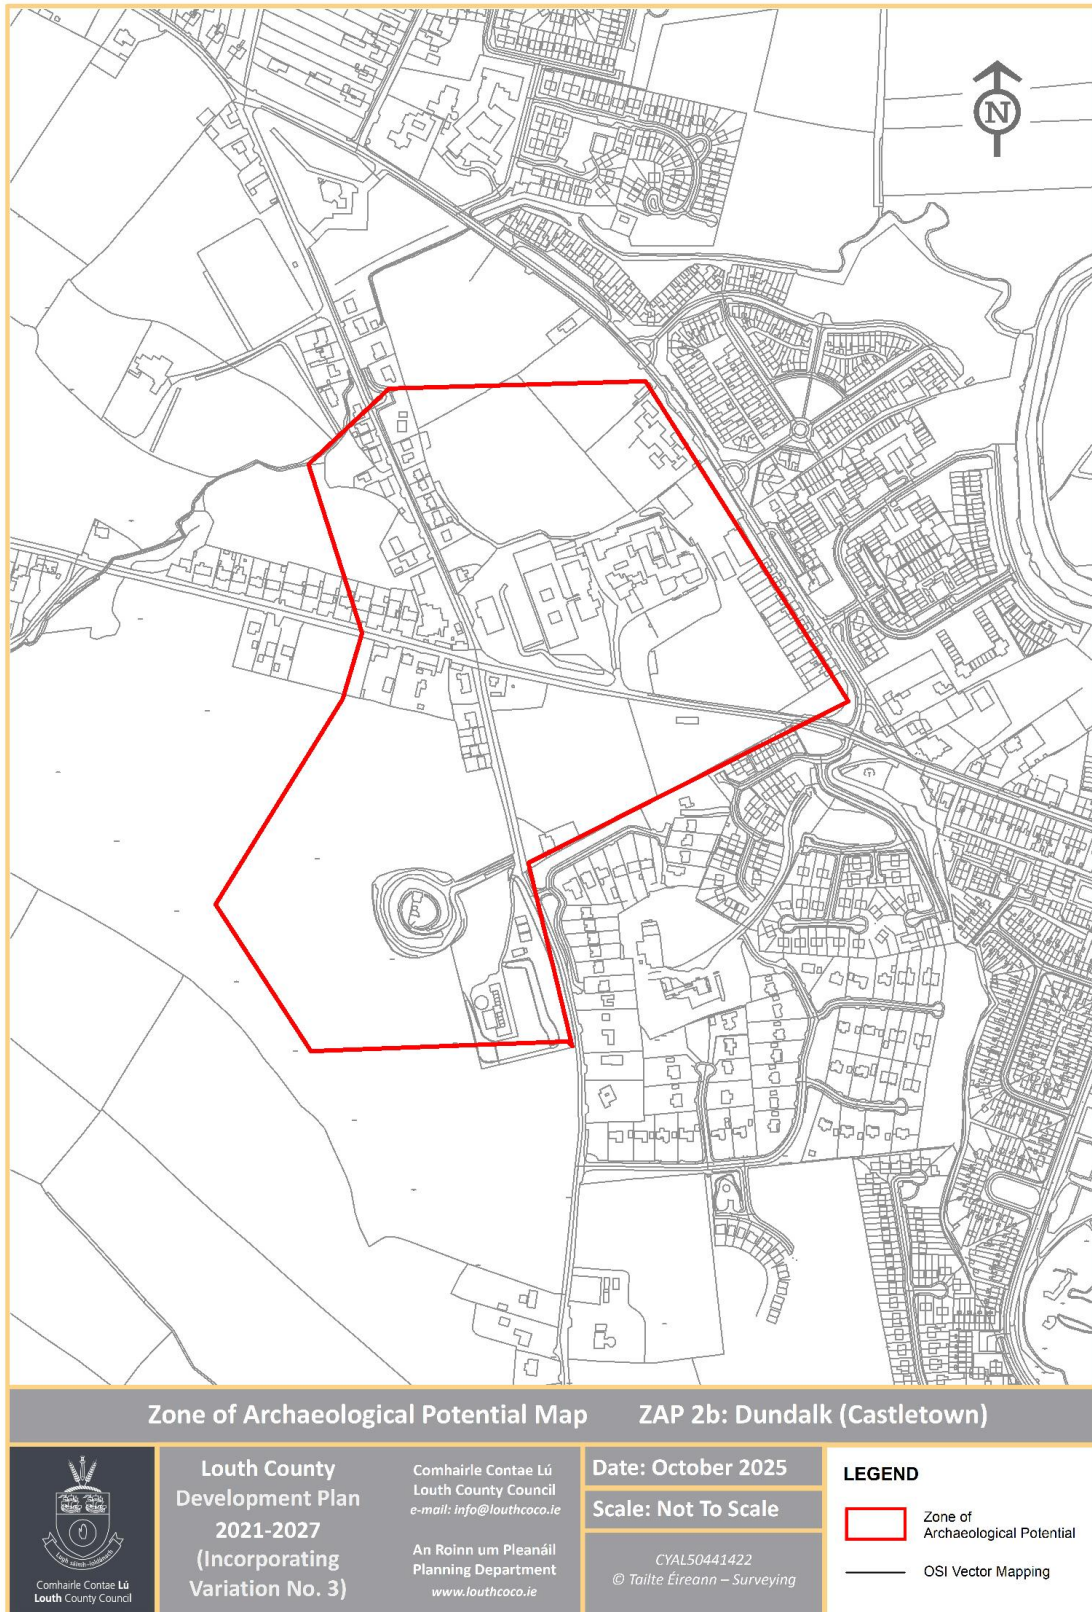 N
Zone of Archaeological Potential Map ZAP 2b: Dundalk (Castletown)
Comhairle Contae Lú
Louth County Council
Louth County
Development Plan
2021-2027
(Incorporating
Variation No. 3)
Comhairle Contae Lú
Louth County Council
e-mail: info@louthcoco.ie
An Roinn um Pleanáil
Planning Department
www.louthcoco.ie
Date: October 2025
Scale: Not To Scale
CYAL50441422
© Tailte Éireann – Surveying
LEGEND
Zone of
Archaeological Potential
OSI Vector Mapping